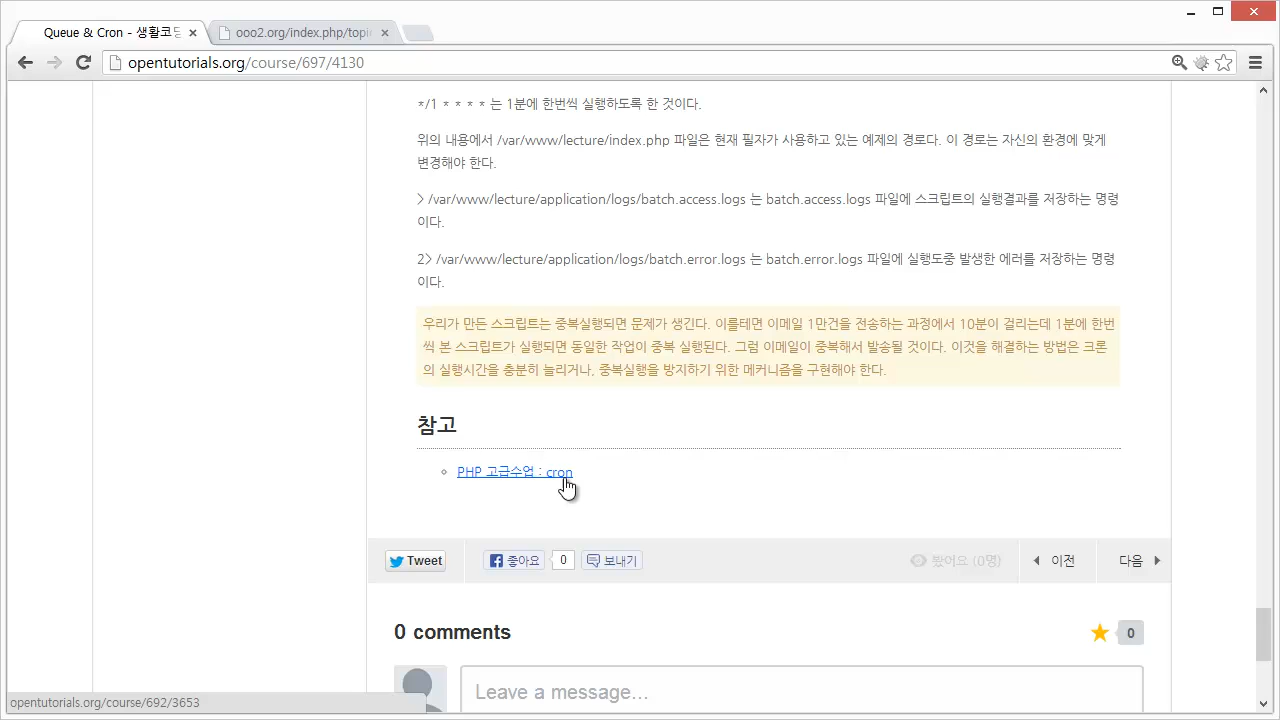 Queue & Cron - 생활코딩
ooo2.org/index.php/topi
opentutorials.org/course/697/4130
*/1 * * * * 는 1분에 한번씩 실행하도록 한 것이다.
위의 내용에서 /var/www/lecture/index.php 파일은 현재 필자가 사용하고 있는 예제의 경로다. 이 경로는 자신의 환경에 맞게
변경해야 한다.
> /var/www/lecture/application/logs/batch.access.logs 는 batch.access.logs 파일에 스크립트의 실행결과를 저장하는 명령
이다.
2> /var/www/lecture/application/logs/batch.error.logs 는 batch.error.logs 파일에 실행도중 발생한 에러를 저장하는 명령
이다.
우리가 만든 스크립트는 중복실행되면 문제가 생긴다. 이를테면 이메일 1만건을 전송하는 과정에서 10분이 걸리는데 1분에 한번
씩 본 스크립트가 실행되면 동일한 작업이 중복 실행된다. 그럼 이메일이 중복해서 발송될 것이다. 이것을 해결하는 방법은 크론
의 실행시간을 충분히 늘리거나, 중복실행을 방지하기 위한 메커니즘을 구현해야 한다.
참고
PHP 고급수업 : cron
Tweet 좋아요 0 보내기 봤어요 (0명) 이전 다음
0 comments 0
Leave a message...
opentutorials.org/course/692/3653